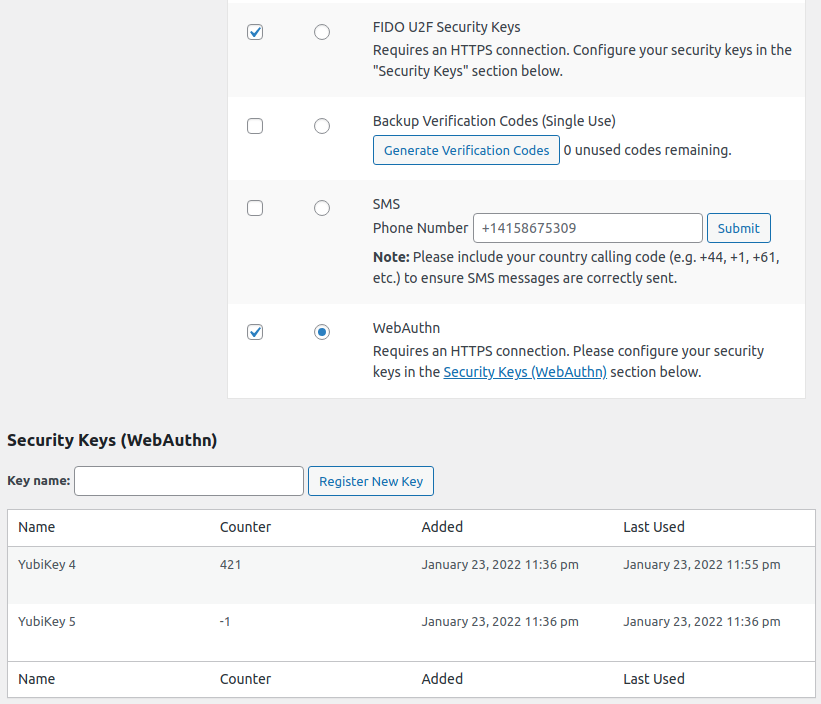 FIDO U2F Security Keys
Requires an HTTPS connection. Configure your security keys in the
"Security Keys" section below.
Backup Verification Codes (Single Use)
Generate Verification Codes 0 unused codes remaining.
SMS
Phone Number +14158675309 Submit
Note: Please include your country calling code (e.g. +44, +1, +61,
etc.) to ensure SMS messages are correctly sent.
WebAuthn
Requires an HTTPS connection. Please configure your security
keys in the Security Keys (WebAuthn) section below.
Security Keys (WebAuthn)
Key name: Register New Key
Name Counter Added Last Used
YubiKey 4 421 January 23, 2022 11:36 pm January 23, 2022 11:55 pm
YubiKey 5 -1 January 23, 2022 11:36 pm January 23, 2022 11:36 pm
Name Counter Added Last Used